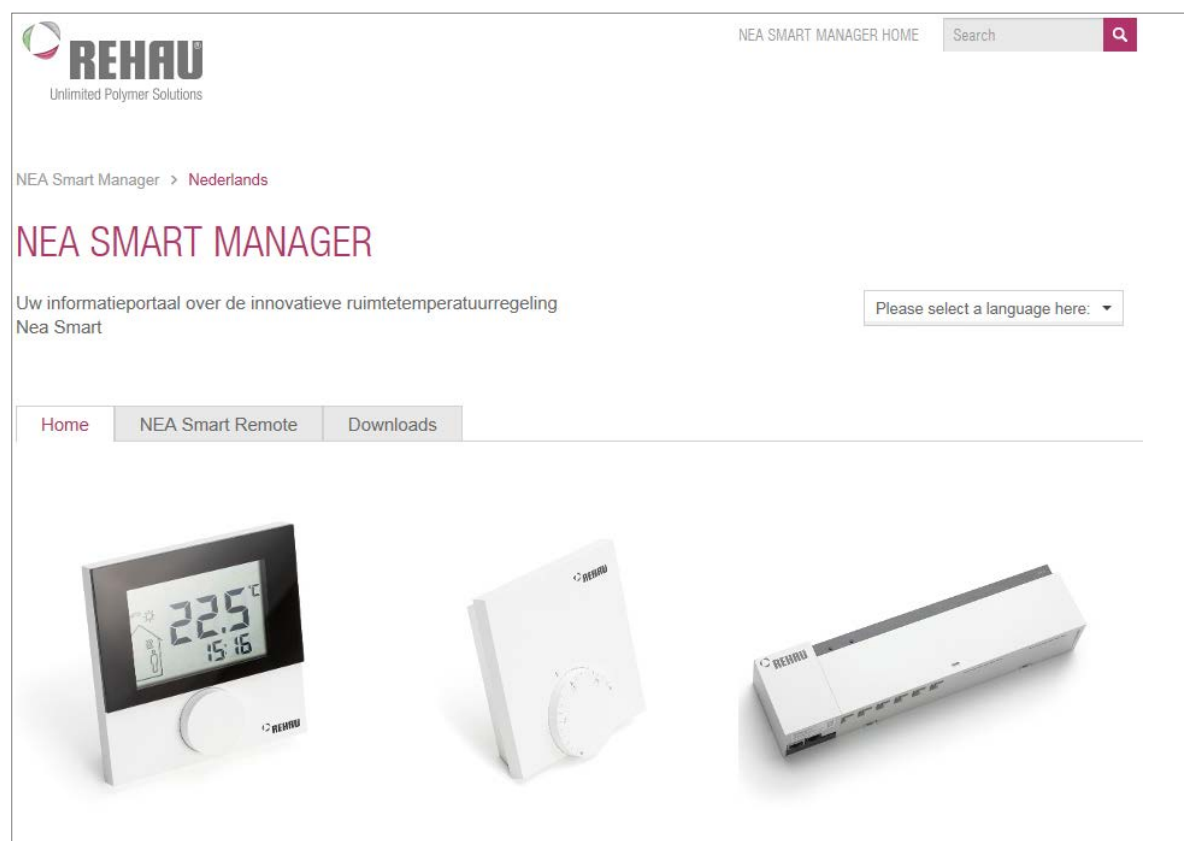 REHAU®
Unlimited Polymer Solutions
NEA SMART MANAGER HOME
Search
NEA Smart Manager > Nederlands
NEA SMART MANAGER
Uw informatieportaal over de innovatieve ruimtetemperatuurregeling
Nea Smart
Please select a language here:
Home
NEA Smart Remote
Downloads
22.5°C
15:16
REHAU
REHAU
REHAU